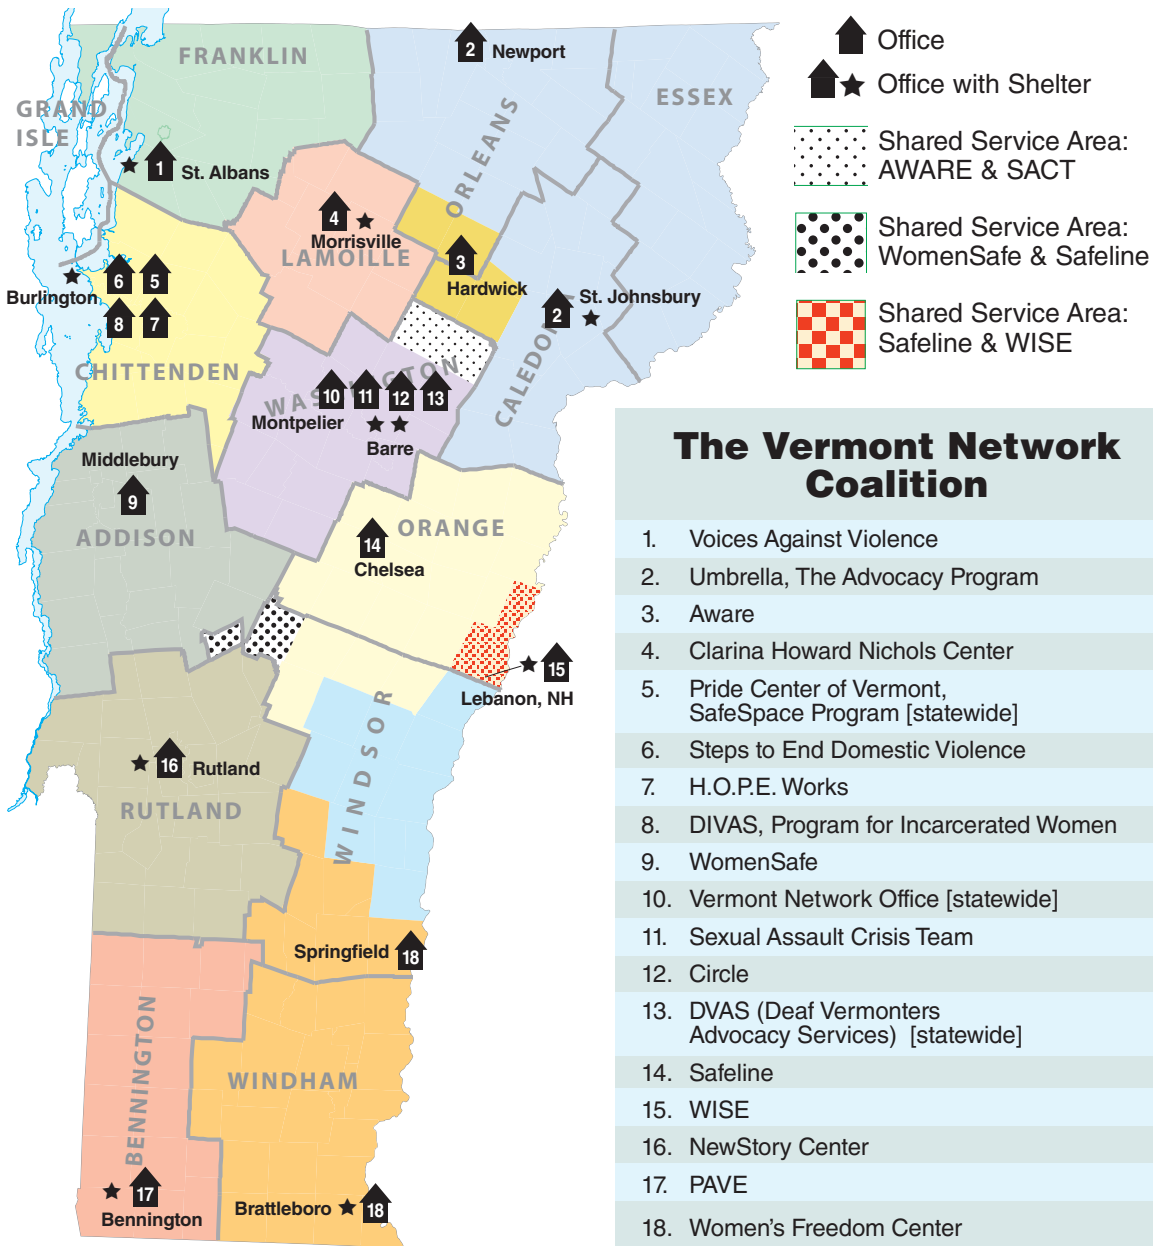 FRANKLIN
GRAND
ISLE
ORLEANS
ESSEX
2
Newport
1
St. Albans
4
Morrisville
LAMOILLE
3
Hardwick
2
St. Johnsbury
CALEDON
Burlington
6
5
8
7
CHITTENDEN
WASHINGTON
10
11
12
13
Montpelier
Barre
Middlebury
9
ADDISON
ORANGE
14
Chelsea
15
Lebanon, NH
WINDSOR
16
Rutland
RUTLAND
Springfield
18
BENNINGTON
WINDHAM
17
Bennington
Brattleboro
18
Office
Office with Shelter
Shared Service Area:
AWARE & SACT
Shared Service Area:
WomenSafe & Safeline
Shared Service Area:
Safeline & WISE
The Vermont Network
Coalition
1. Voices Against Violence
2. Umbrella, The Advocacy Program
3. Aware
4. Clarina Howard Nichols Center
5. Pride Center of Vermont,
SafeSpace Program [statewide]
6. Steps to End Domestic Violence
7. H.O.P.E. Works
8. DIVAS, Program for Incarcerated Women
9. WomenSafe
10. Vermont Network Office [statewide]
11. Sexual Assault Crisis Team
12. Circle
13. DVAS (Deaf Vermonters
Advocacy Services) [statewide]
14. Safeline
15. WISE
16. NewStory Center
17. PAVE
18. Women's Freedom Center